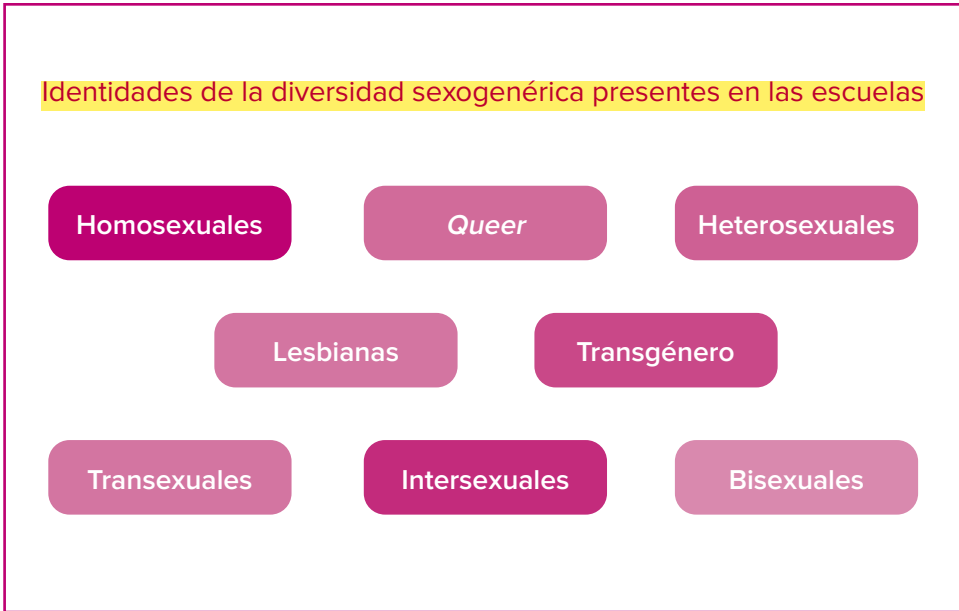 Identidades de la diversidad sexogenérica presentes en las escuelas
Homosexuales
Queer
Heterosexuales
Lesbianas
Transgénero
Transexuales
Intersexuales
Bisexuales